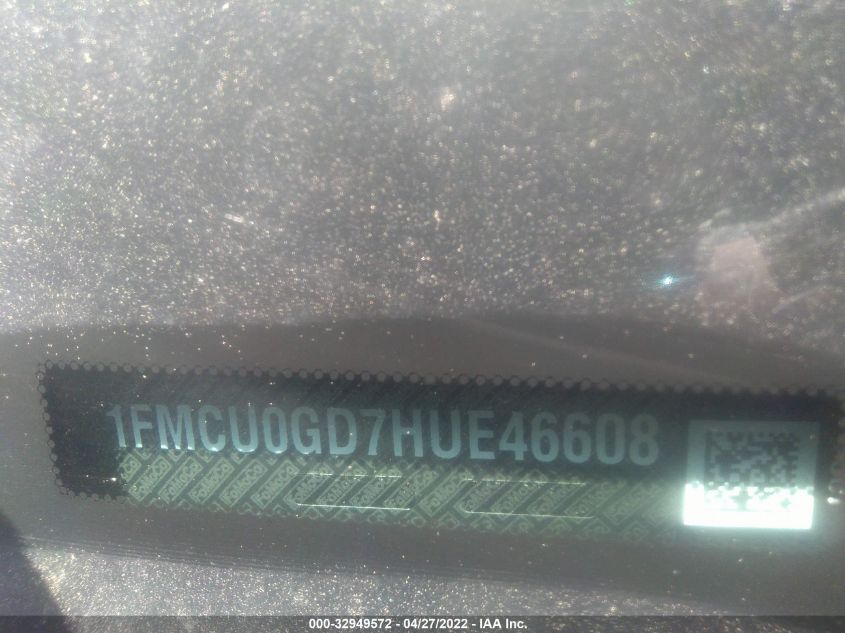 1FMCU0GD7HUE46608
000-32949572 - 04/27/2022 - IAA Inc.